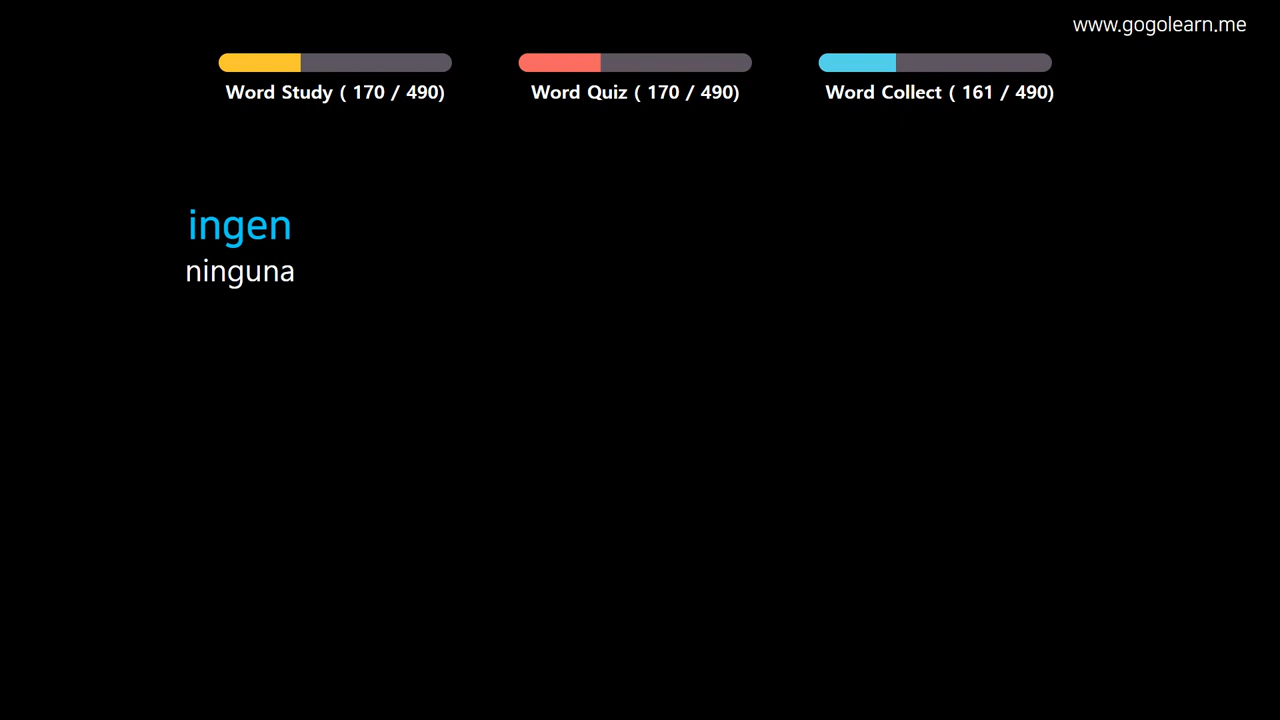 www.gogolearn.me
Word Study ( 170 / 490)
Word Quiz ( 170 / 490)
Word Collect ( 161 / 490)
ingen
ninguna